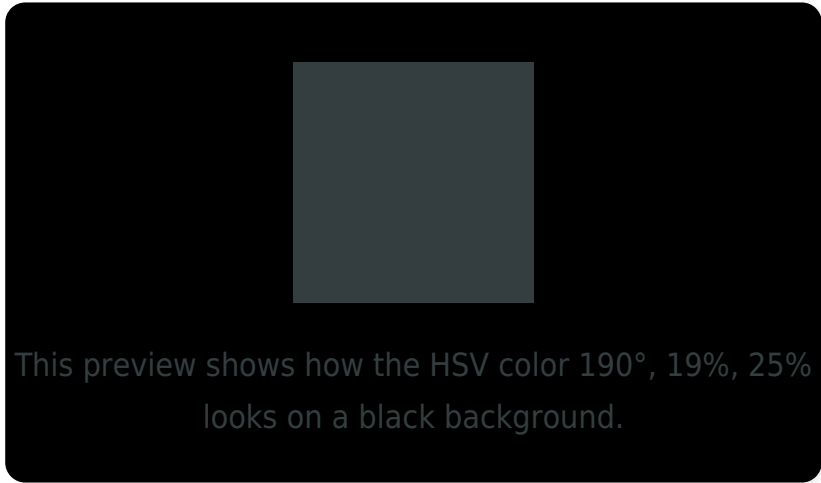 This preview shows how the HSV color 190°, 19%, 25%
looks on a black background.